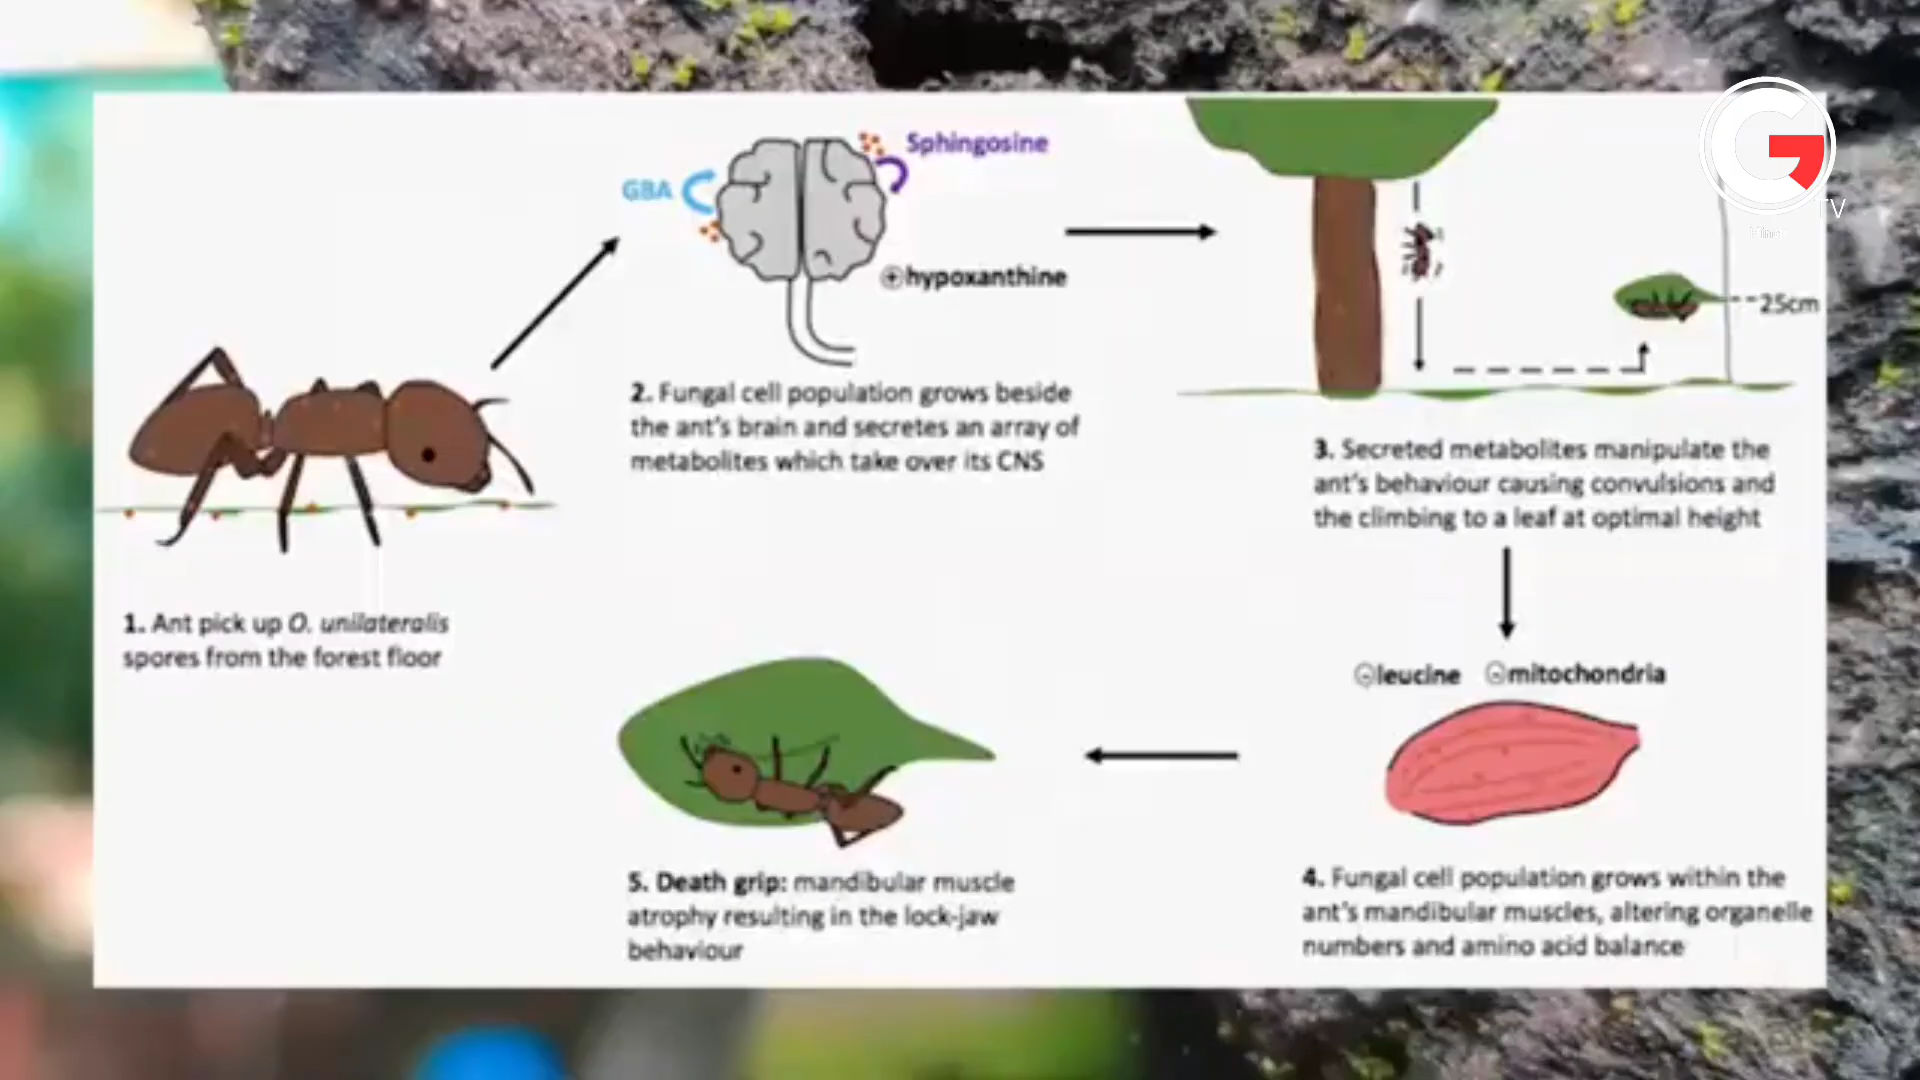 1. Ant pick up O. unilateralis
spores from the forest floor
GBA
Sphingosine
+hypoxanthine
2. Fungal cell population grows beside
the ant's brain and secretes an array of
metabolites which take over its CNS
25cm
3. Secreted metabolites manipulate the
ant's behaviour causing convulsions and
the climbing to a leaf at optimal height
-leucine -mitochondria
4. Fungal cell population grows within the
ant's mandibular muscles, altering organelle
numbers and amino acid balance
5. Death grip: mandibular muscle
atrophy resulting in the lock-jaw
behaviour
G
TV